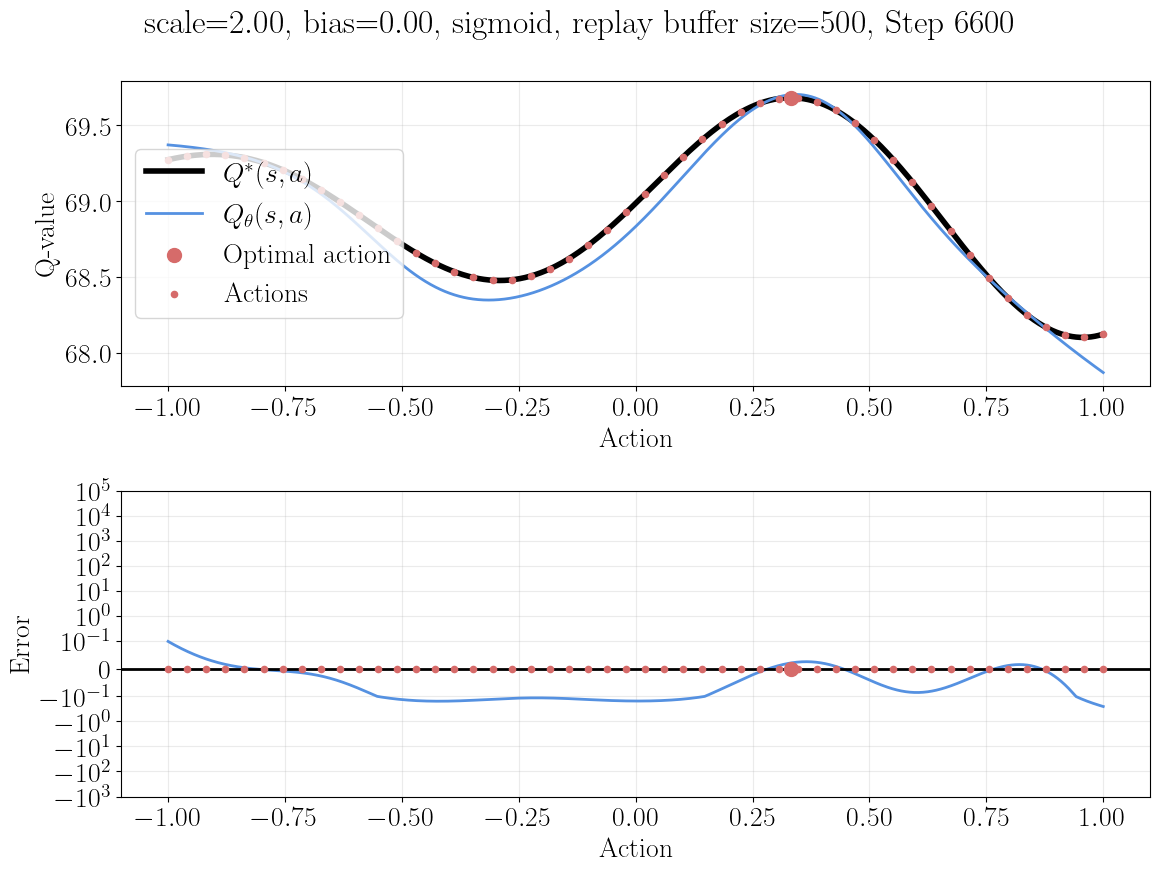 scale=2.00, bias=0.00, sigmoid, replay buffer size=500, Step 6600
69.5
69.0
68.5
68.0
Q-value
Q*(s, a)
Qθ(s, a)
Optimal action
Actions
−1.00 −0.75 −0.50 −0.25 0.00 0.25 0.50 0.75 1.00
Action
10^5
10^4
10^3
10^2
10^1
10^0
10^−1
0
−10^−1
−10^0
−10^1
−10^2
−10^3
Error
−1.00 −0.75 −0.50 −0.25 0.00 0.25 0.50 0.75 1.00
Action